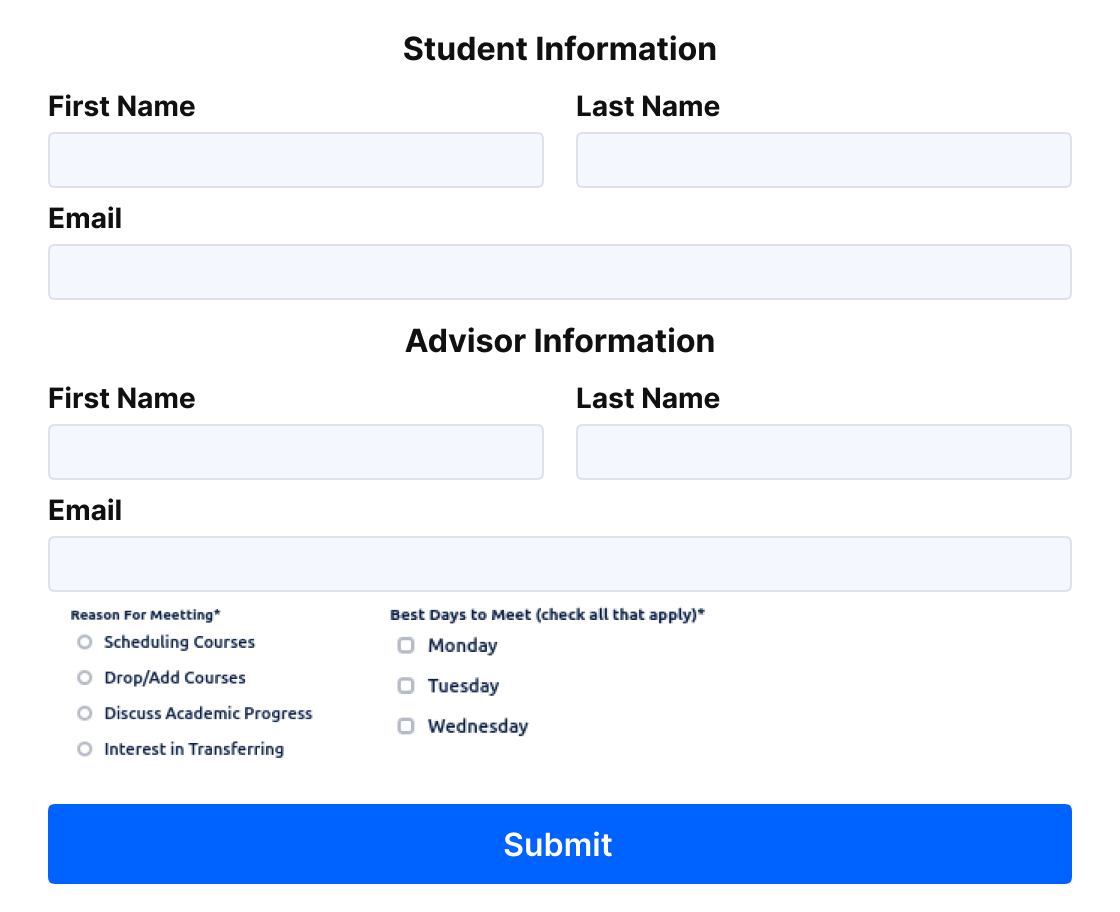 Student Information
First Name Last Name
Email
Advisor Information
First Name Last Name
Email
Reason For Meetting* Best Days to Meet (check all that apply)*
Scheduling Courses Monday
Drop/Add Courses Tuesday
Discuss Academic Progress Wednesday
Interest in Transferring
Submit